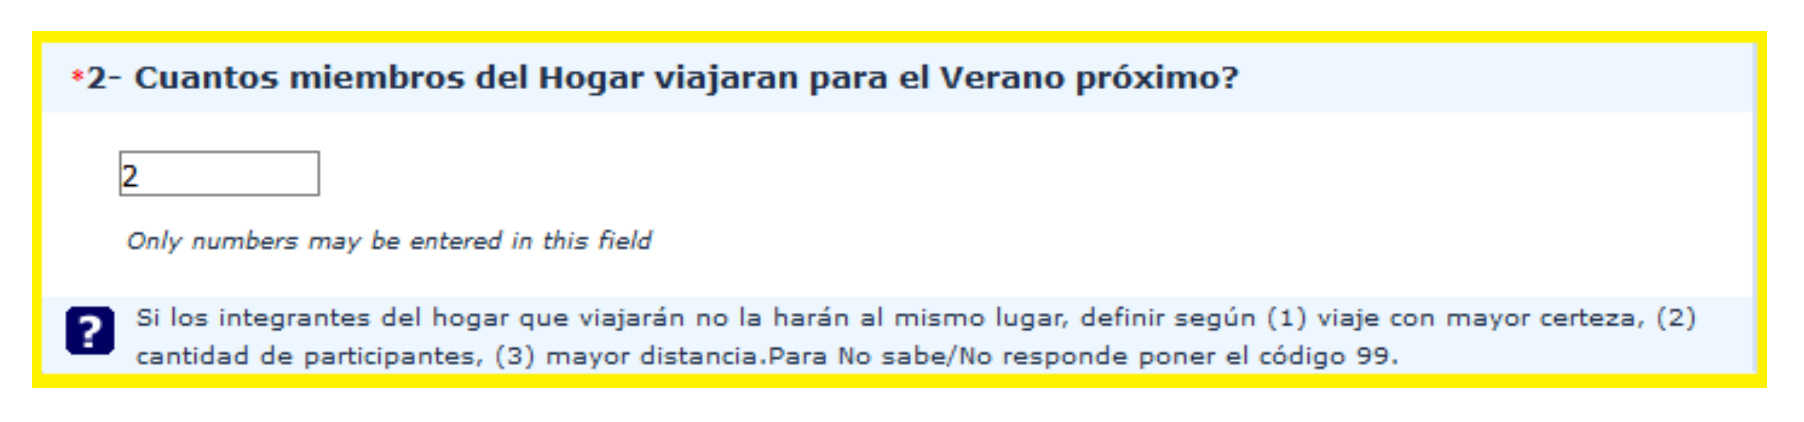 *2- Cuantos miembros del Hogar viajaran para el Verano próximo?
2
Only numbers may be entered in this field
? Si los integrantes del hogar que viajarán no la harán al mismo lugar, definir según (1) viaje con mayor certeza, (2)
cantidad de participantes, (3) mayor distancia.Para No sabe/No responde poner el código 99.